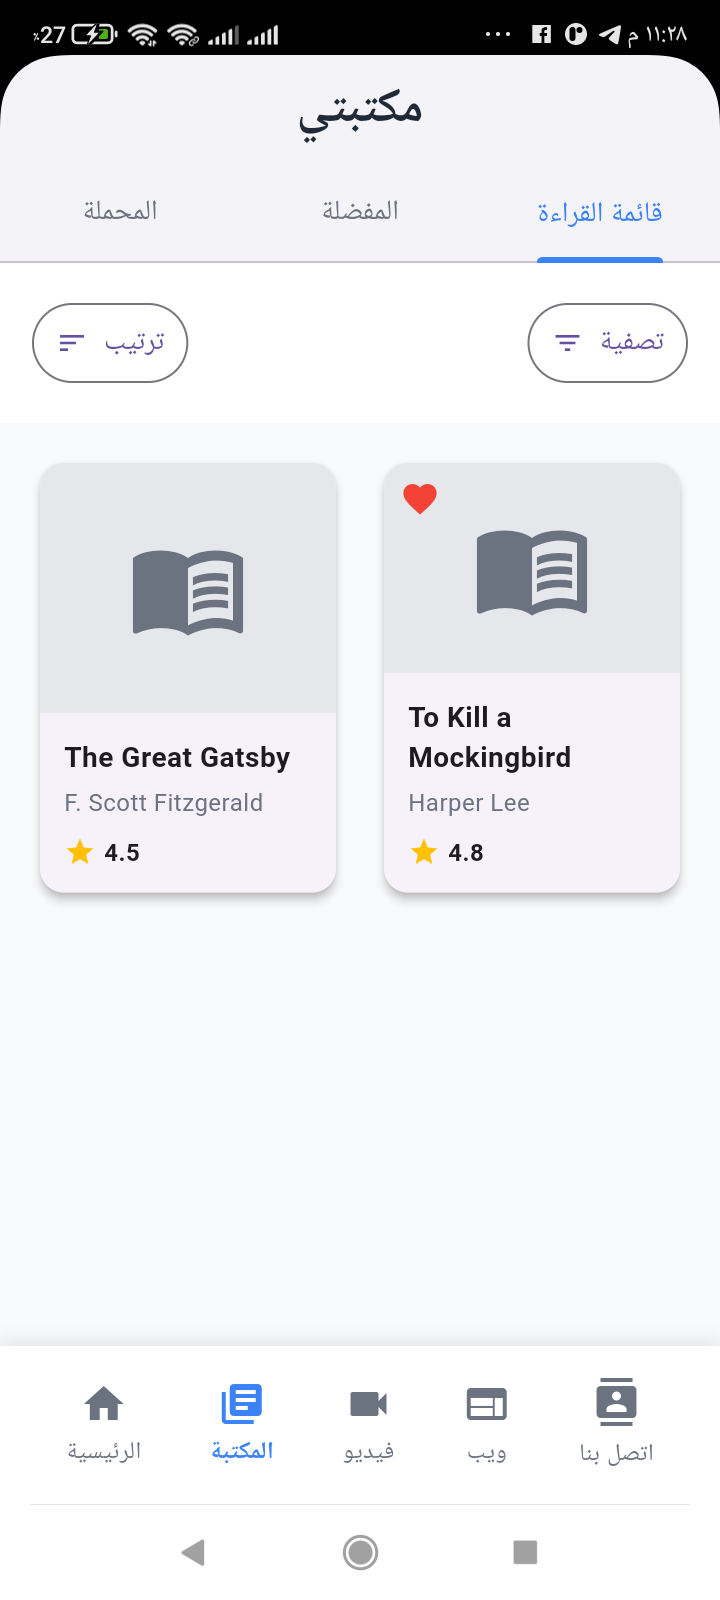 ١١:٢٨ م
٪27
مكتبتي
قائمة القراءة
المفضلة
المحملة
تصفية
ترتيب
To Kill a
Mockingbird
Harper Lee
4.8
The Great Gatsby
F. Scott Fitzgerald
4.5
اتصل بنا
ويب
فيديو
المكتبة
الرئيسية